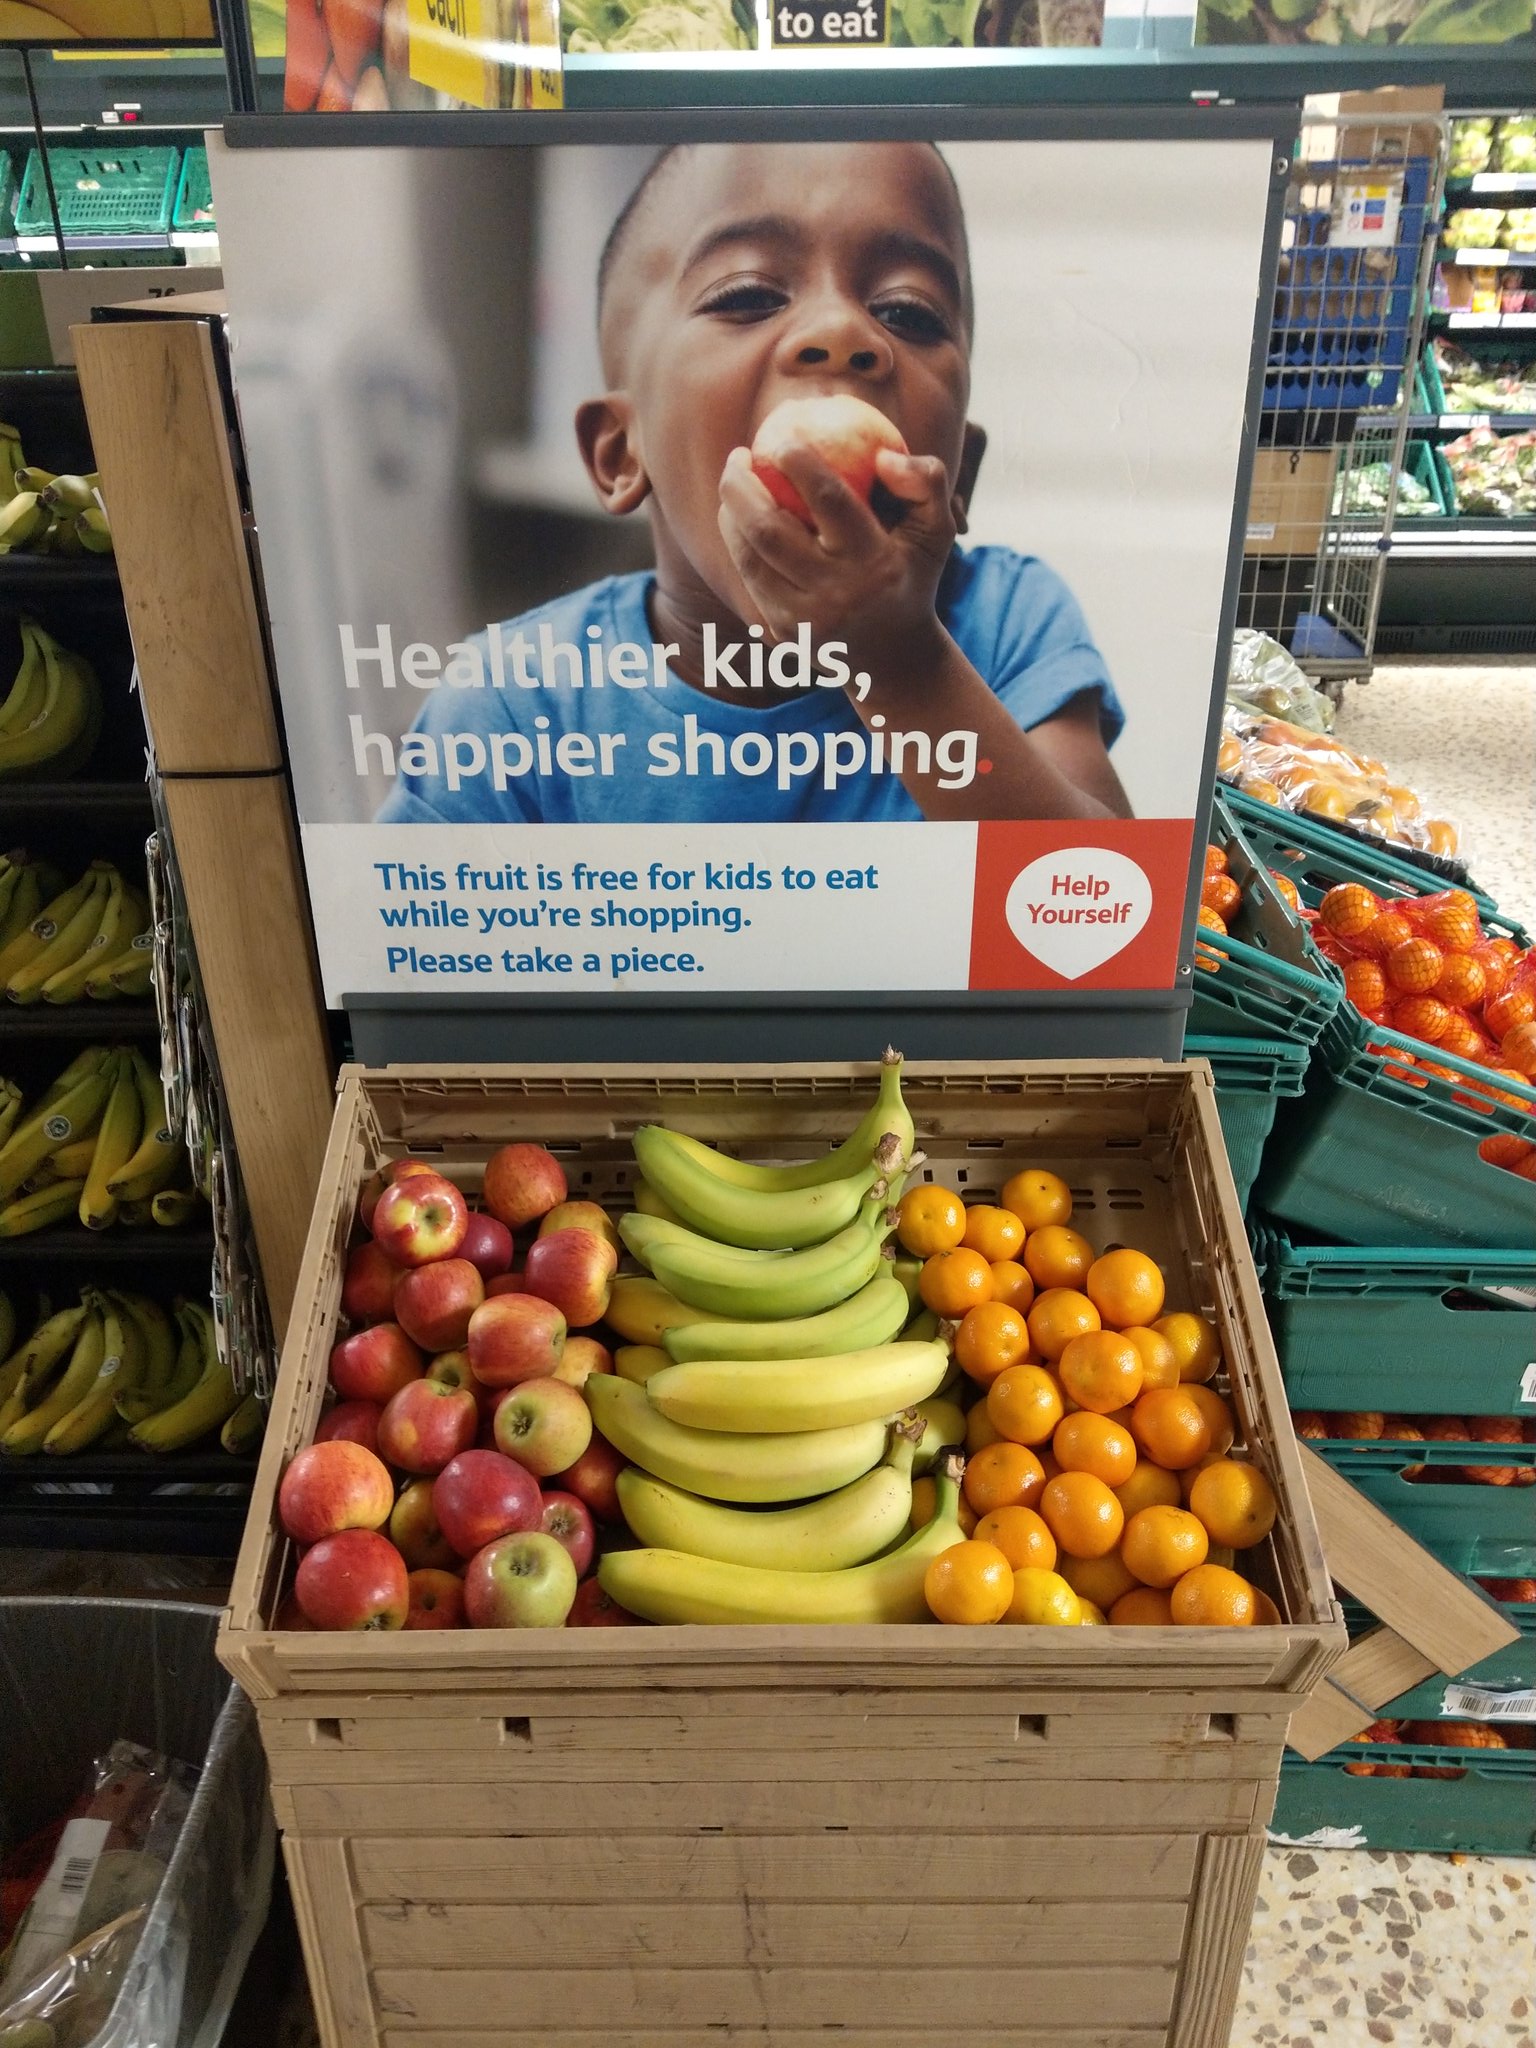 each
to eat
Healthier kids,
happier shopping.
This fruit is free for kids to eat
while you're shopping.
Please take a piece.
Help
Yourself